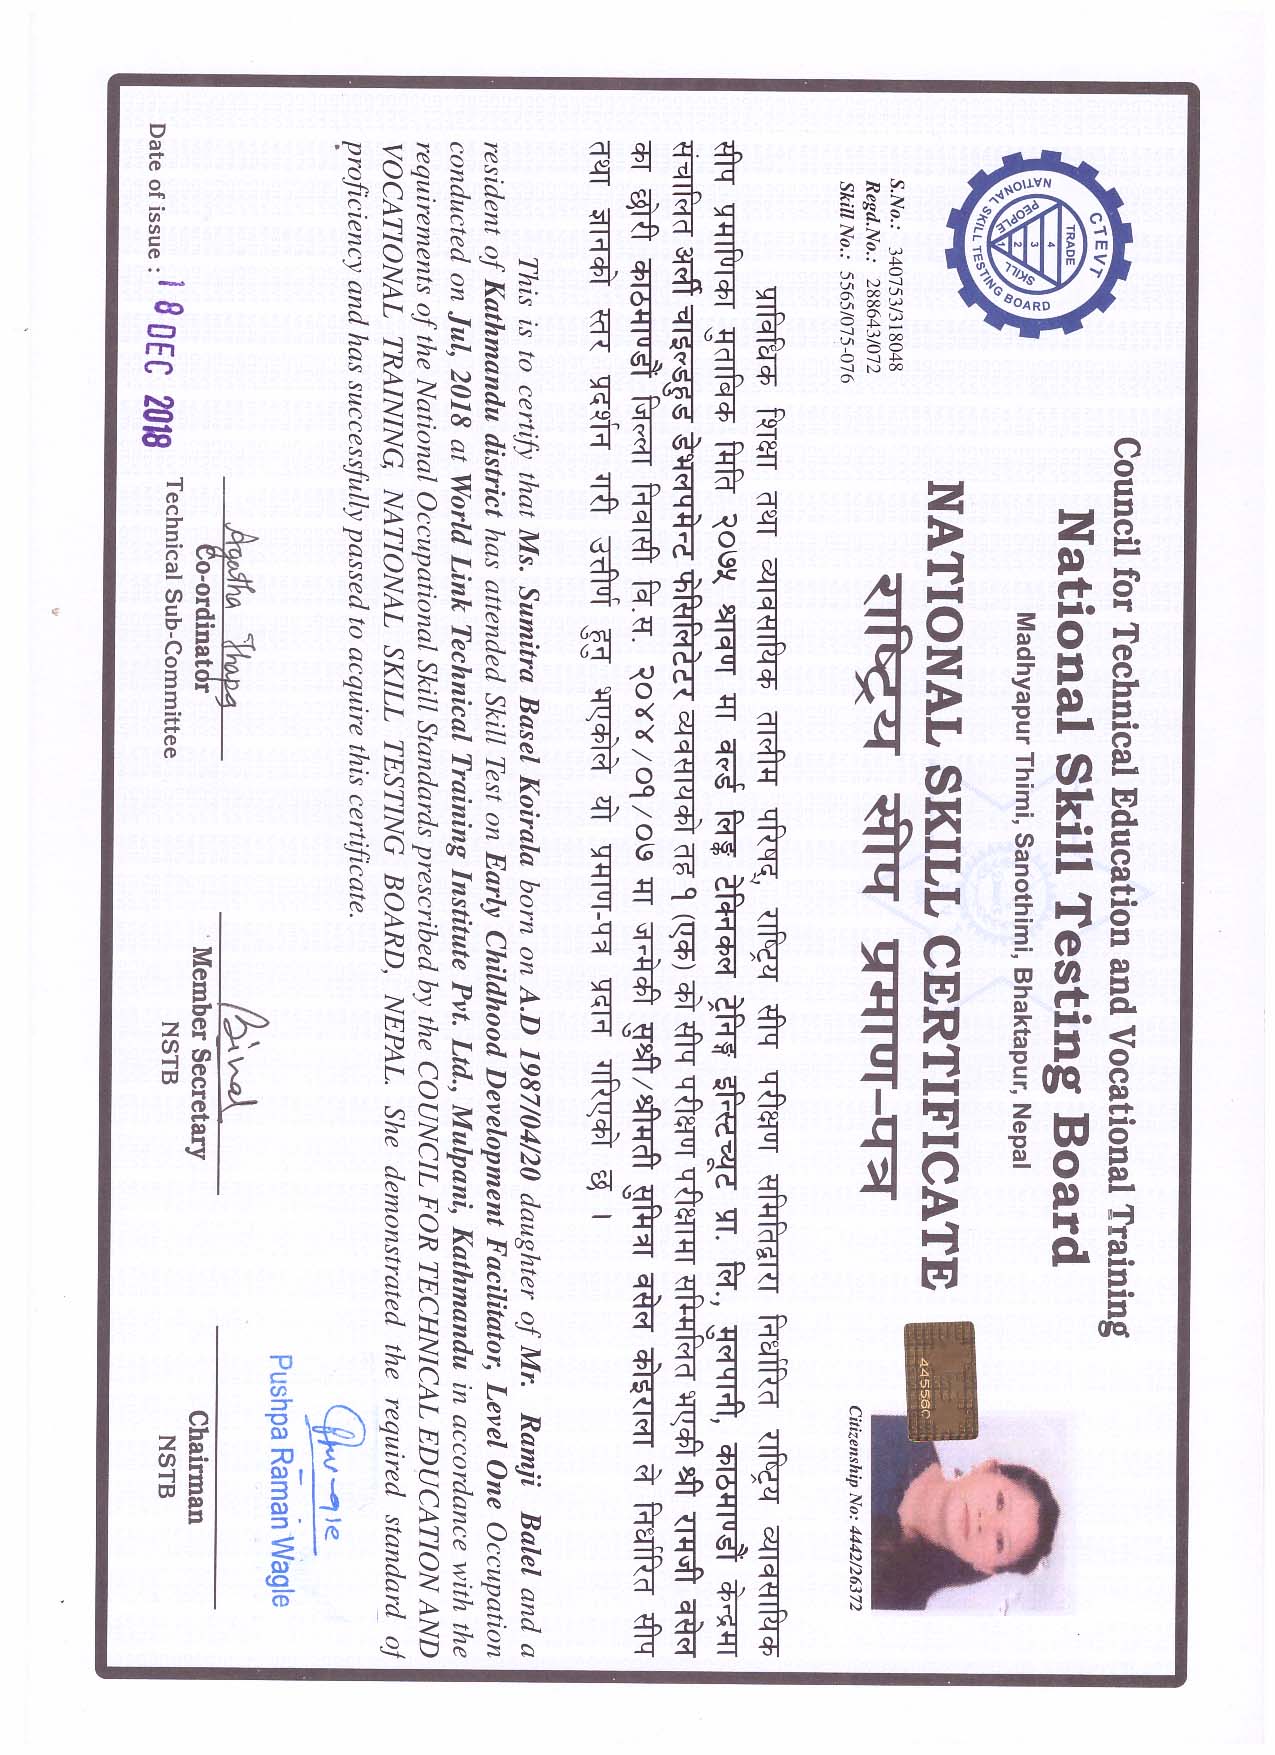 Council for Technical Education and Vocational Training
National Skill Testing Board
Madhyapur Thimi, Sanothimi, Bhaktapur, Nepal
CTEVT
NATIONAL SKILL TESTING BOARD
TRADE
PEOPLE
SKILL
4
3
2
1
NATIONAL SKILL CERTIFICATE
राष्ट्रिय सीप प्रमाण-पत्र
445560
S.No.: 340753/318048
Regd.No.: 288643/072
Skill No.: 5565/075-076
Citizenship No: 4442/26372
प्राविधिक शिक्षा तथा व्यावसायिक तालीम परिषद्, राष्ट्रिय सीप परीक्षण समितिद्वारा निर्धारित राष्ट्रिय व्यावसायिक
सीप प्रमाणिका मुताबिक मिति २०७५ श्रावण मा वर्ल्ड लिङ्क टेक्निकल ट्रेनिङ्ग इन्स्टिच्यूट प्रा. लि., मुलपानी, काठमाण्डौं केन्द्रमा
संचालित अर्ली चाइल्डहुड डेभलपमेन्ट फेसिलिटेटर व्यवसायको तह १ (एक) को सीप परीक्षण परीक्षामा सम्मिलित भएकी श्री रामजी वसेल
का छोरी काठमाण्डौं जिल्ला निवासी वि.स. २०४४/०१/०७ मा जन्मेकी सुश्री/श्रीमती सुमित्रा वसेल कोइराला ले निर्धारित सीप
तथा ज्ञानको स्तर प्रदर्शन गरी उत्तीर्ण हुनु भएकोले यो प्रमाण-पत्र प्रदान गरिएको छ ।
This is to certify that Ms. Sumitra Basel Koirala born on A.D 1987/04/20 daughter of Mr. Ramji Balel and a
resident of Kathmandu district has attended Skill Test on Early Childhood Development Facilitator, Level One Occupation
conducted on Jul, 2018 at World Link Technical Training Institute Pvt. Ltd., Mulpani, Kathmandu in accordance with the
requirements of the National Occupational Skill Standards prescribed by the COUNCIL FOR TECHNICAL EDUCATION AND
VOCATIONAL TRAINING, NATIONAL SKILL TESTING BOARD, NEPAL. She demonstrated the required standard of
proficiency and has successfully passed to acquire this certificate.
Pushpa Raman Wagle
Agatha Thapa
Co-ordinator
Technical Sub-Committee
Member Secretary
NSTB
Chairman
NSTB
Date of issue : 18 DEC 2018